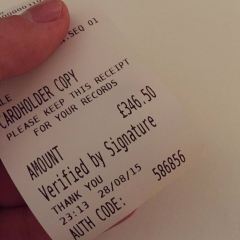 CARDHOLDER COPY
PLEASE KEEP THIS RECEIPT
FOR YOUR RECORDS
AMOUNT £346.50
Verified by Signature
THANK YOU
23:13 28/08/15
AUTH CODE: 586856